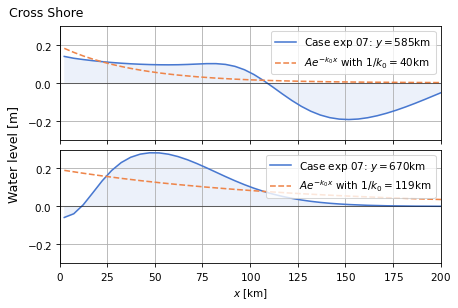 Cross Shore
Water level [m]
0.2
0.0
−0.2
Case exp 07: y = 585km
Ae^{−k₀x} with 1/k₀ = 40km
0.2
0.0
−0.2
Case exp 07: y = 670km
Ae^{−k₀x} with 1/k₀ = 119km
0 25 50 75 100 125 150 175 200
x [km]